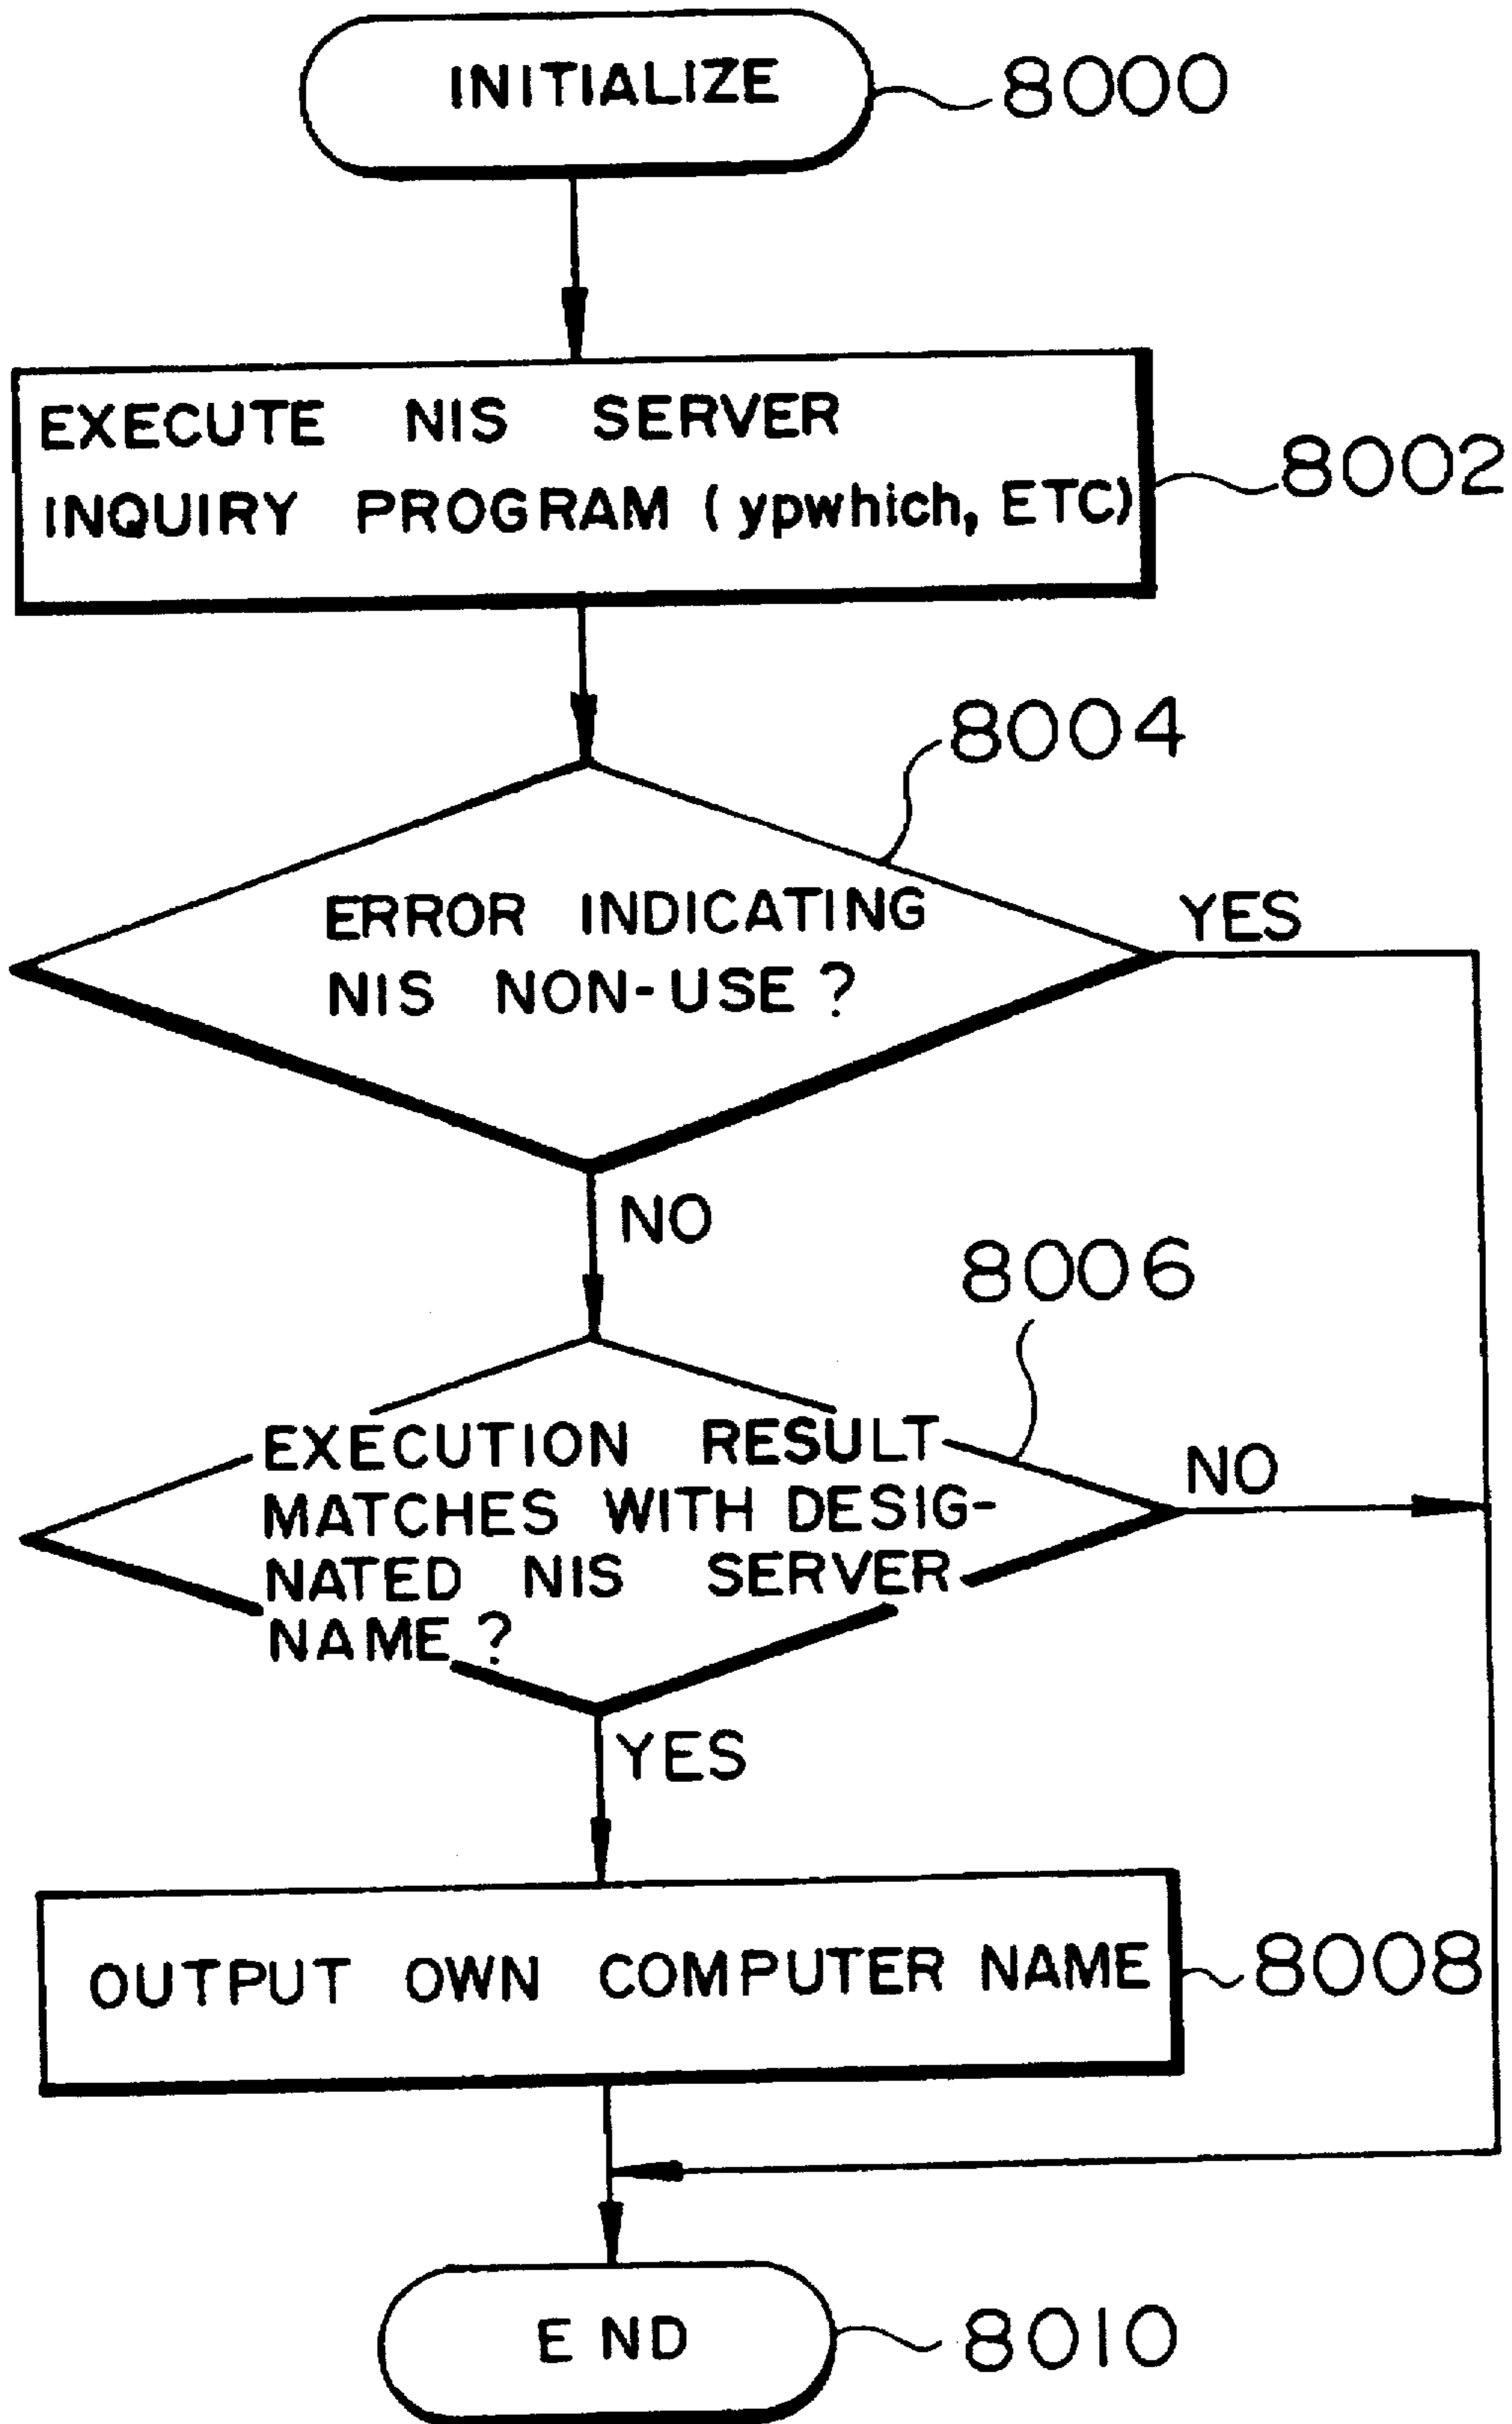 INITIALIZE
8000
EXECUTE NIS SERVER
INQUIRY PROGRAM (ypwhich, ETC)
8002
8004
ERROR INDICATING
NIS NON-USE?
YES
NO
8006
EXECUTION RESULT
MATCHES WITH DESIG-
NATED NIS SERVER
NAME?
NO
YES
OUTPUT OWN COMPUTER NAME
8008
END
8010